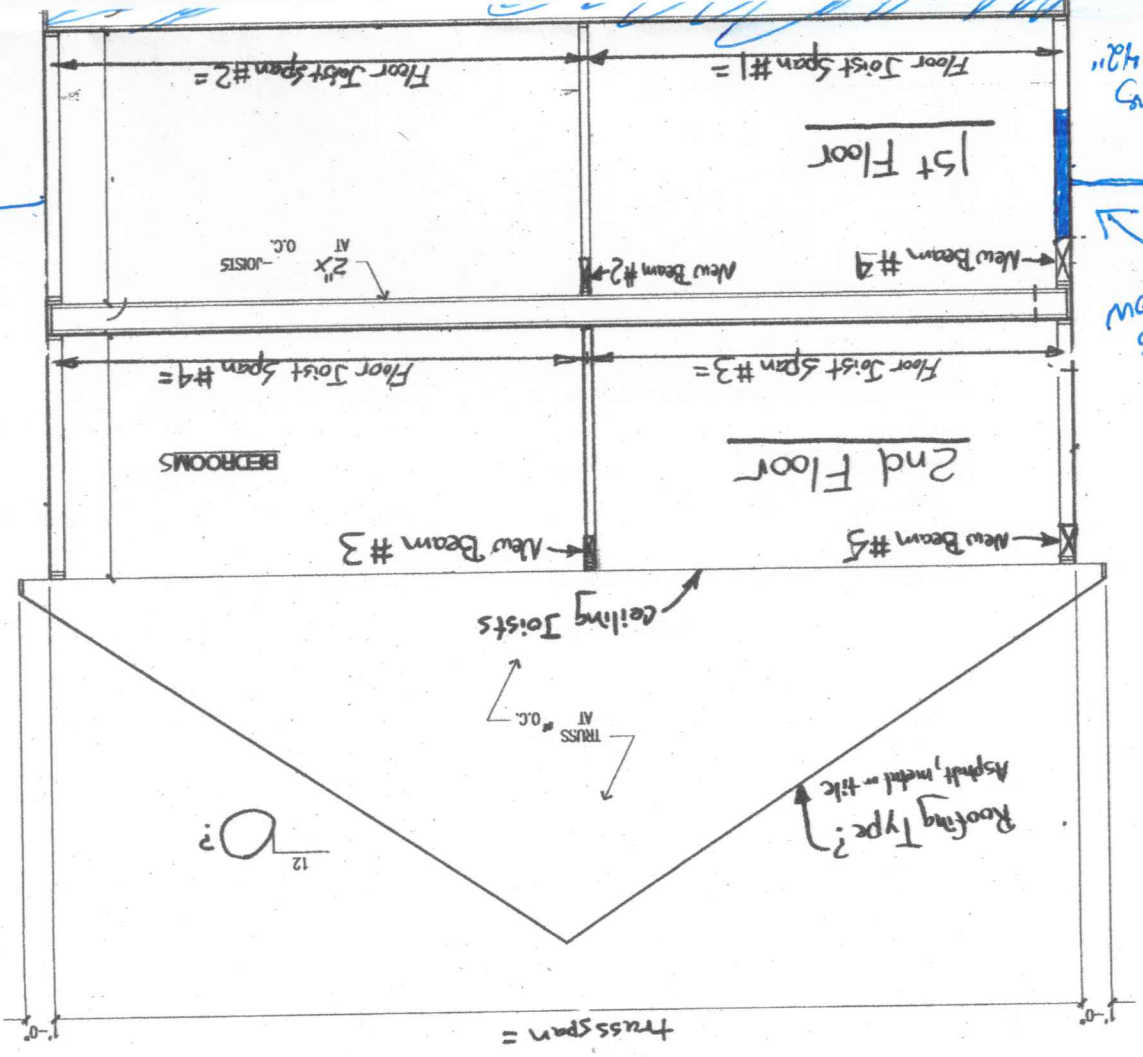 truss span =
1'-0"
1'-0"
12
?
Roofing Type?
Asphalt, metal or tile
TRUSS
AT " O.C.
Ceiling Joists
New Beam #5
New Beam #3
2nd Floor
BEDROOMS
Floor Joist Span #3=
Floor Joist Span #4=
New Beam #4
New Beam #2
2"X
AT O.C. JOISTS
1st Floor
Floor Joist Span #1=
Floor Joist Span #2=
42"